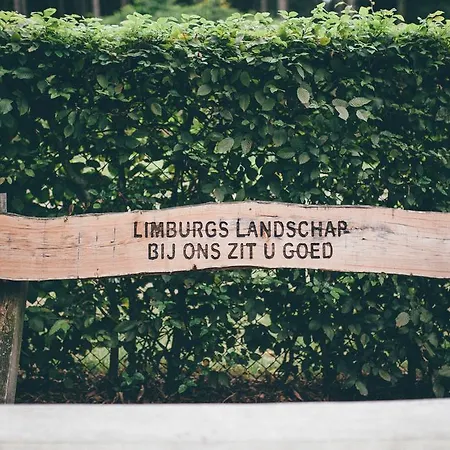 LIMBURGS LANDSCHAP
BIJ ONS ZIT U GOED